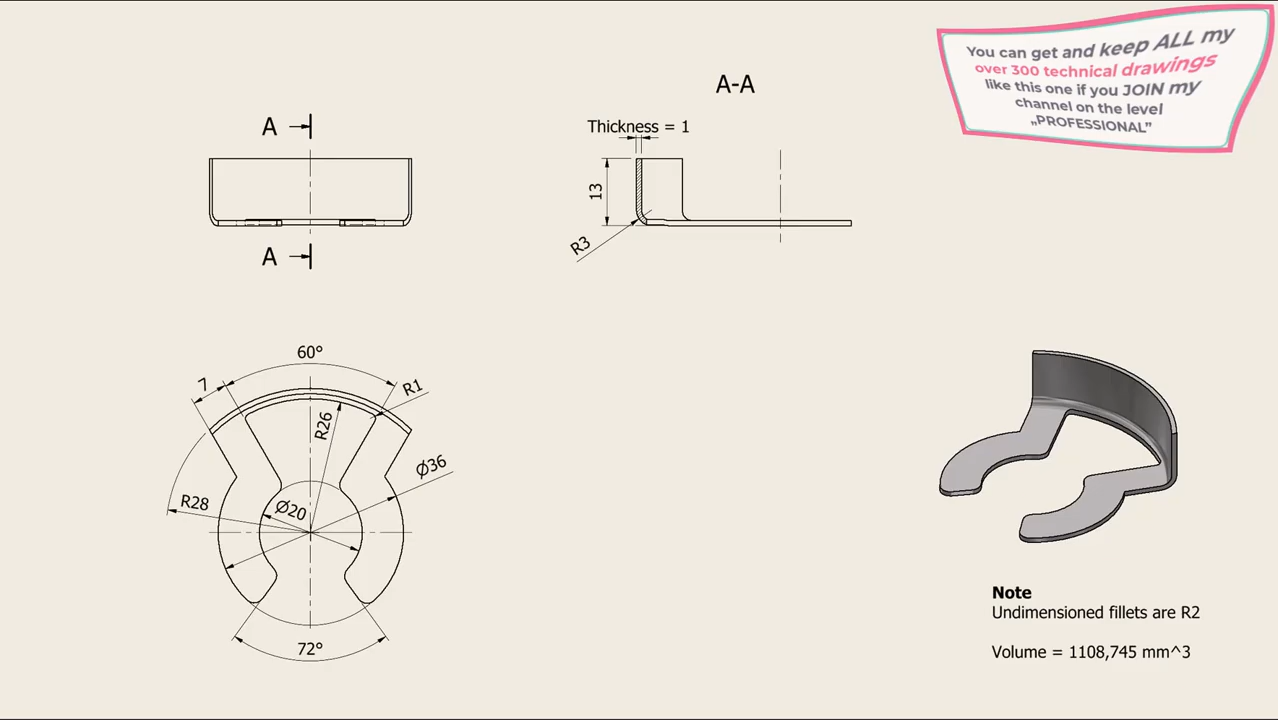 You can get and keep ALL my
over 300 technical drawings
like this one if you JOIN my
channel on the level
„PROFESSIONAL”
A-A
A
Thickness = 1
13
R3
A
60°
7
R1
R26
Ø36
R28
Ø20
72°
Note
Undimensioned fillets are R2
Volume = 1108,745 mm^3